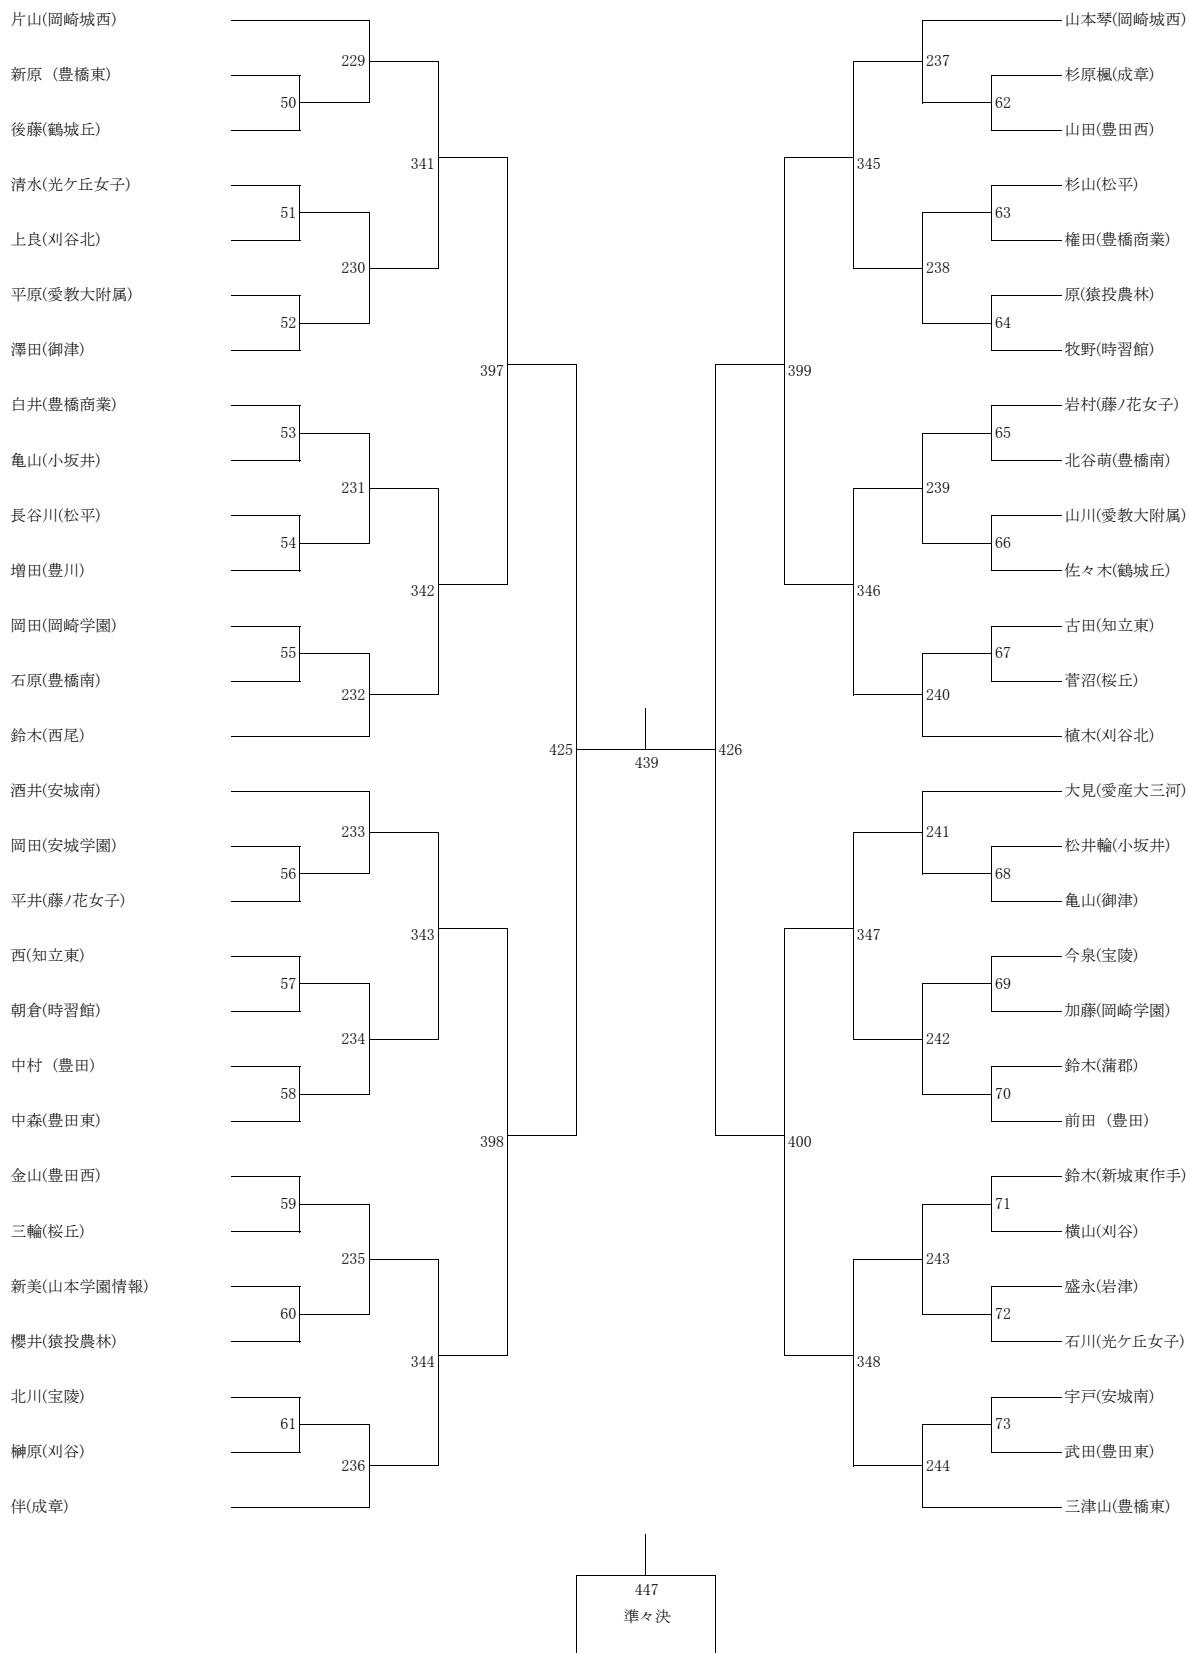 片山(岡崎城西)
新原 (豊橋東)
後藤(鶴城丘)
清水(光ケ丘女子)
上良(刈谷北)
平原(愛教大附属)
澤田(御津)
白井(豊橋商業)
亀山(小坂井)
長谷川(松平)
増田(豊川)
岡田(岡崎学園)
石原(豊橋南)
鈴木(西尾)
酒井(安城南)
岡田(安城学園)
平井(藤ﾉ花女子)
西(知立東)
朝倉(時習館)
中村 (豊田)
中森(豊田東)
金山(豊田西)
三輪(桜丘)
新美(山本学園情報)
櫻井(猿投農林)
北川(宝陵)
榊原(刈谷)
伴(成章)
50
51
52
53
54
55
56
57
58
59
60
61
229
230
231
232
233
234
235
236
341
342
343
344
397
398
425
439
426
399
400
345
346
347
348
237
238
239
240
241
242
243
244
62
63
64
65
66
67
68
69
70
71
72
73
山本琴(岡崎城西)
杉原楓(成章)
山田(豊田西)
杉山(松平)
権田(豊橋商業)
原(猿投農林)
牧野(時習館)
岩村(藤ﾉ花女子)
北谷萌(豊橋南)
山川(愛教大附属)
佐々木(鶴城丘)
古田(知立東)
菅沼(桜丘)
植木(刈谷北)
大見(愛産大三河)
松井輪(小坂井)
亀山(御津)
今泉(宝陵)
加藤(岡崎学園)
鈴木(蒲郡)
前田 (豊田)
鈴木(新城東作手)
横山(刈谷)
盛永(岩津)
石川(光ケ丘女子)
宇戸(安城南)
武田(豊田東)
三津山(豊橋東)
447
準々決